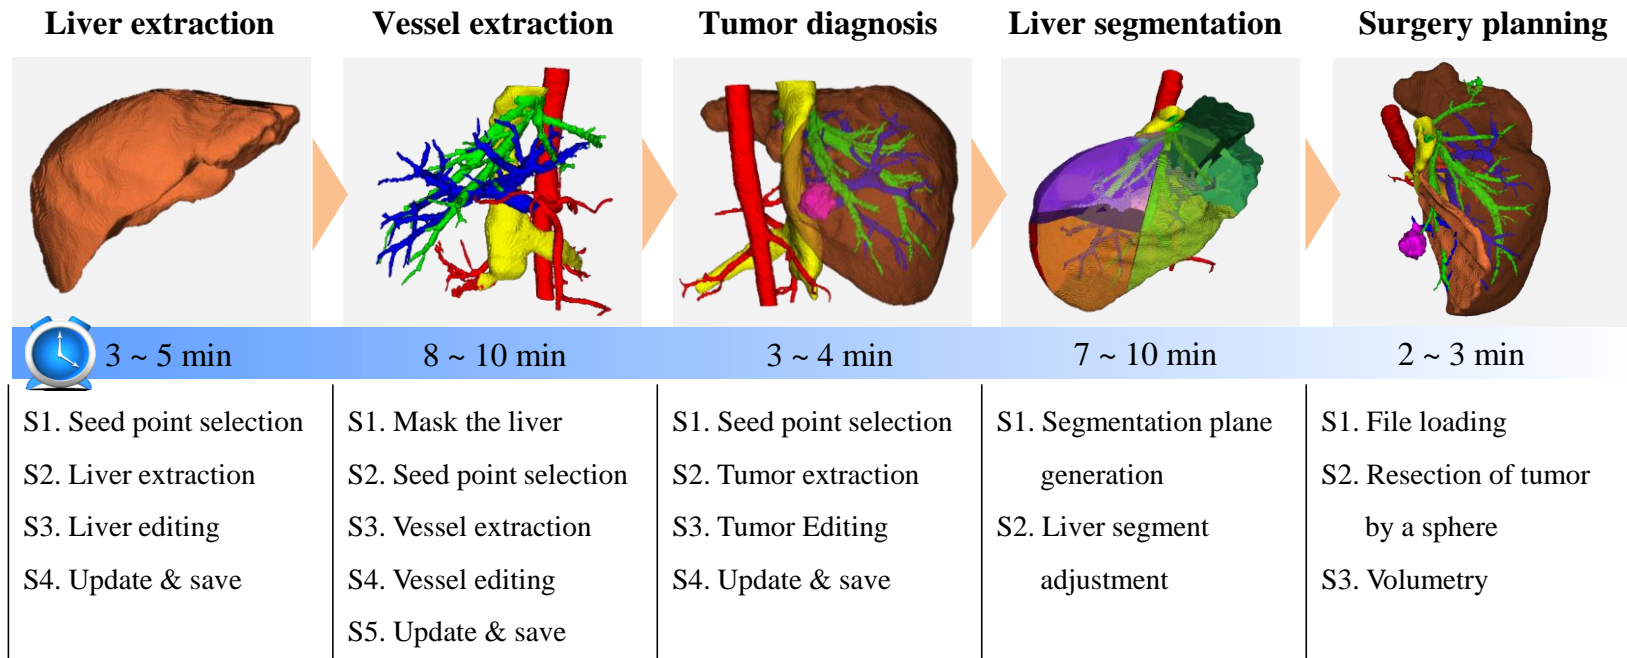 Liver extraction
Vessel extraction
Tumor diagnosis
Liver segmentation
Surgery planning
3 ~ 5 min
8 ~ 10 min
3 ~ 4 min
7 ~ 10 min
2 ~ 3 min
S1. Seed point selection
S2. Liver extraction
S3. Liver editing
S4. Update & save
S1. Mask the liver
S2. Seed point selection
S3. Vessel extraction
S4. Vessel editing
S5. Update & save
S1. Seed point selection
S2. Tumor extraction
S3. Tumor Editing
S4. Update & save
S1. Segmentation plane
generation
S2. Liver segment
adjustment
S1. File loading
S2. Resection of tumor
by a sphere
S3. Volumetry